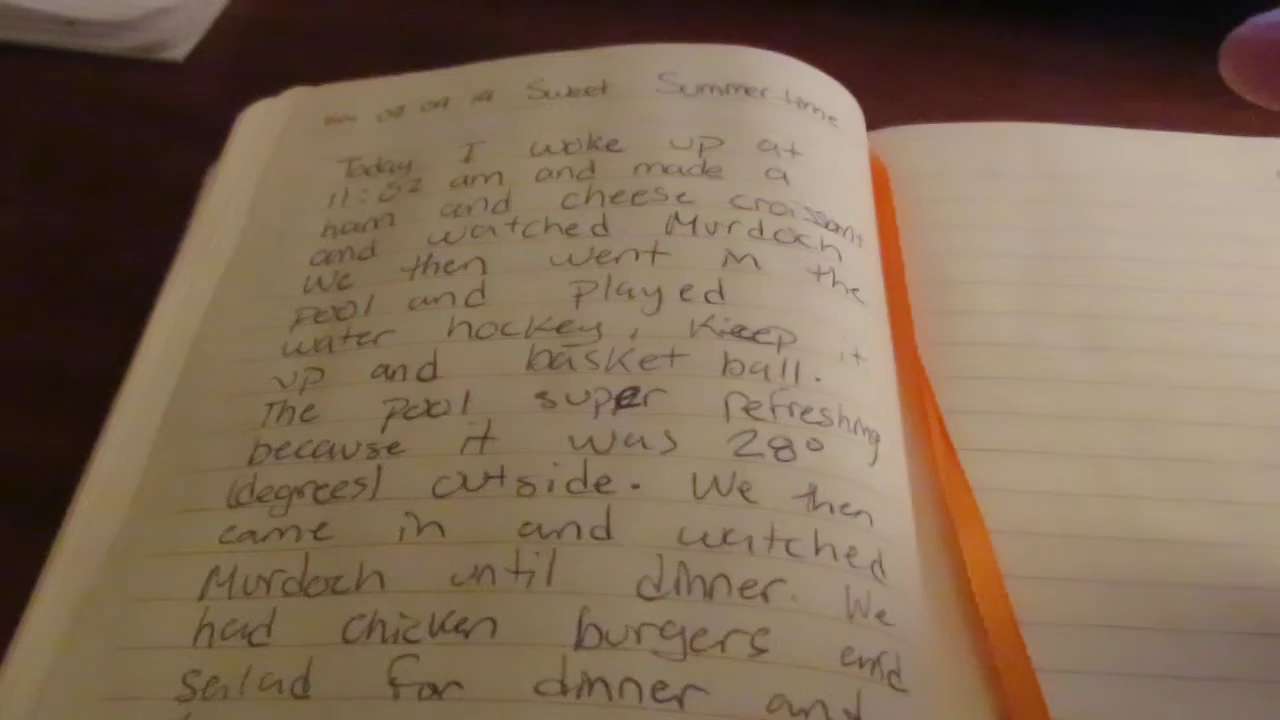 Sweet Summer time
Today I woke up at
11:52 am and made a
ham and cheese croissant
and watched Murdoch
we then went in the
pool and played
water hockey, Kieep it
up and basket ball.
The pool super refreshing
because it was 28°
(degrees) outside. We then
came in and watched
Murdoch until dinner. We
had chicken burgers and
salad for dinner and